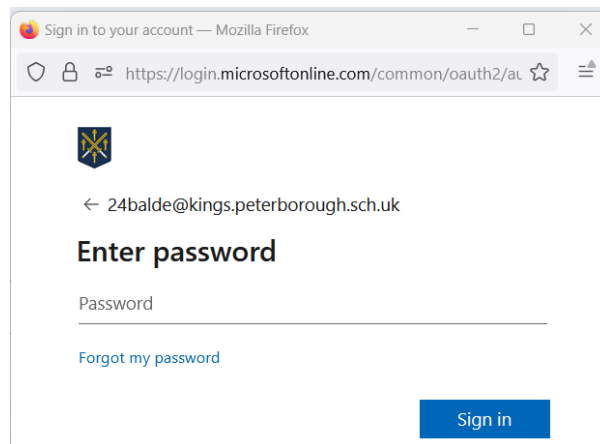 Sign in to your account — Mozilla Firefox
https://login.microsoftonline.com/common/oauth2/au
24balde@kings.peterborough.sch.uk
Enter password
Password
Forgot my password
Sign in